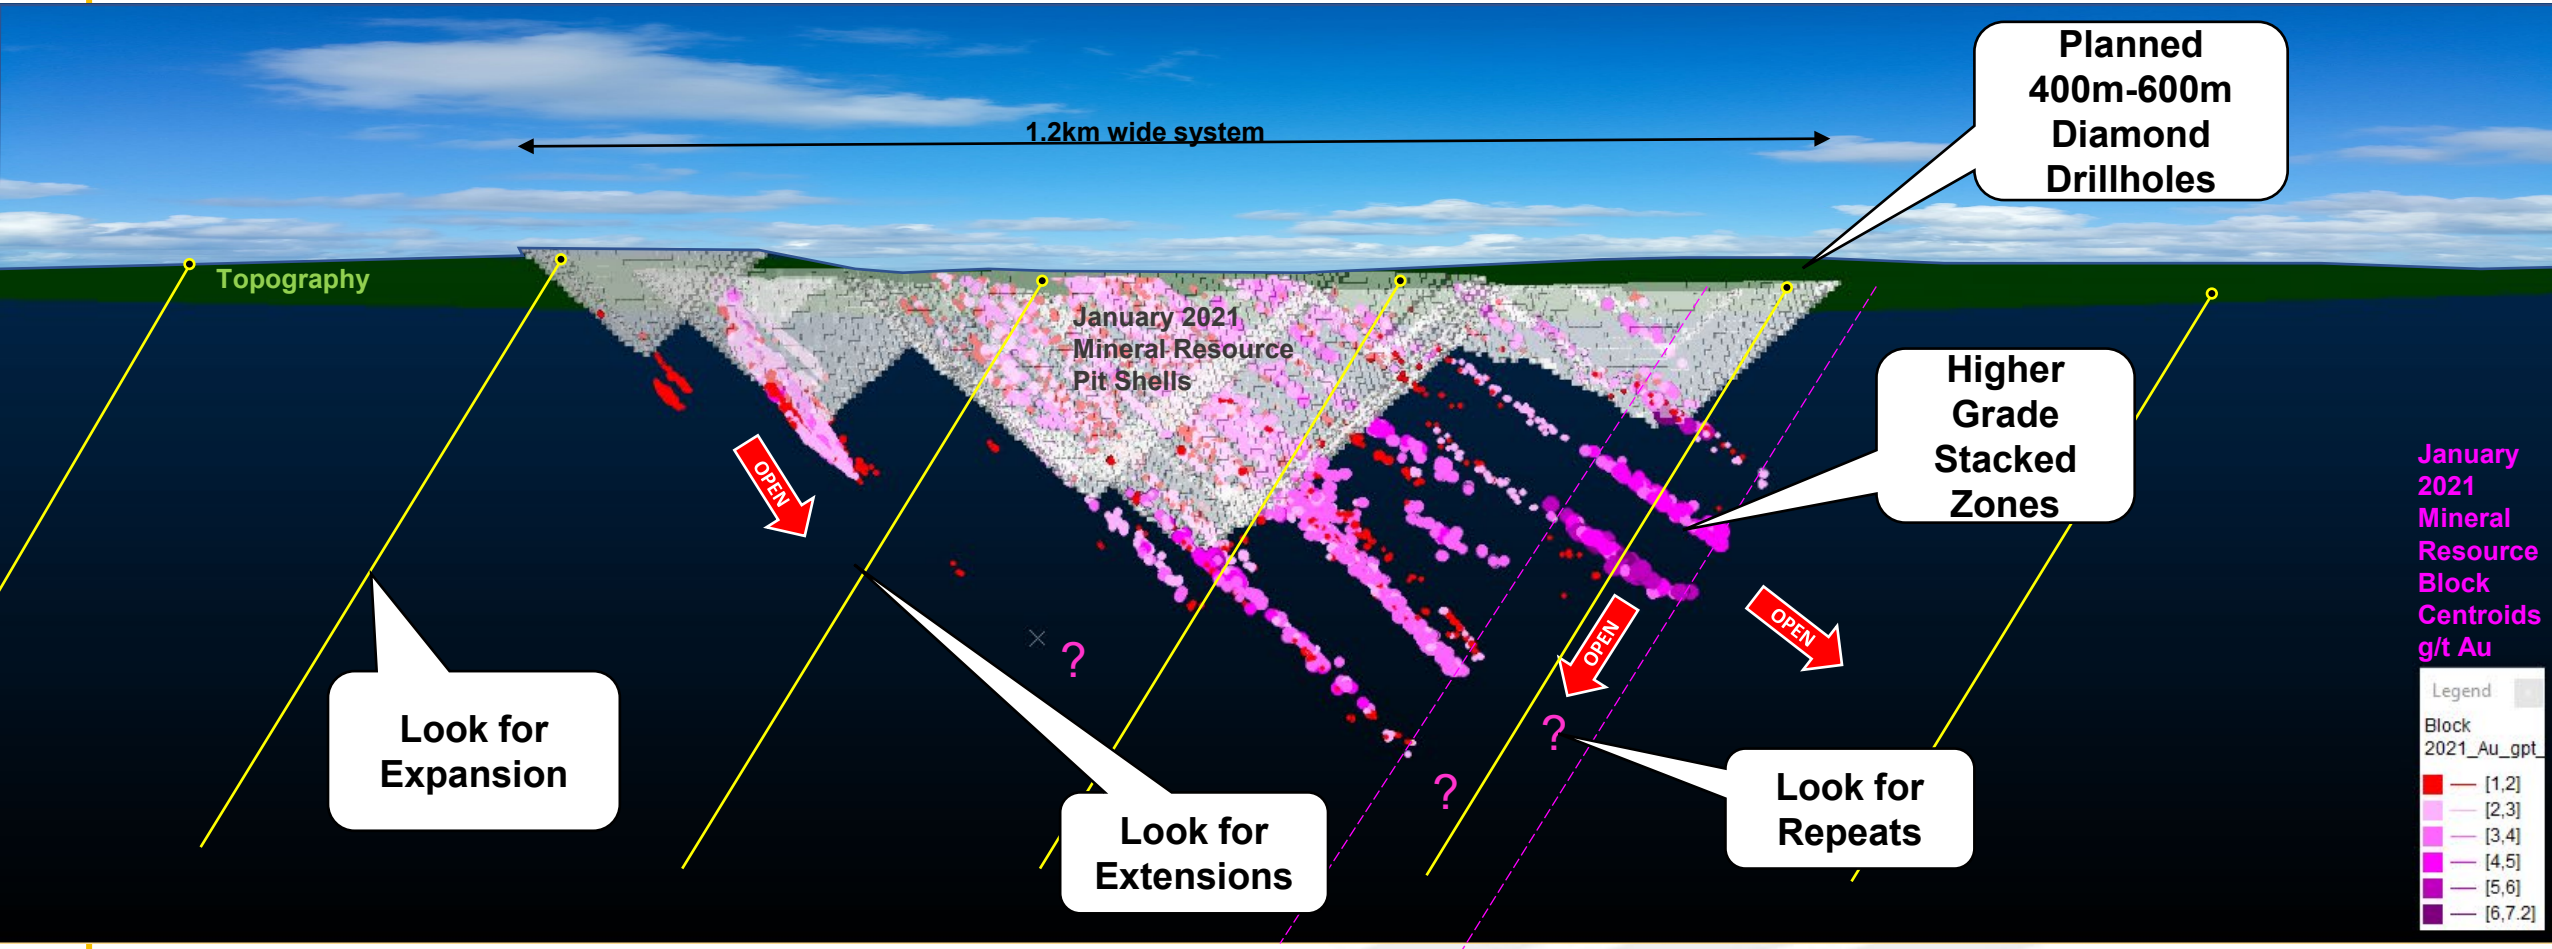 Planned
400m-600m
Diamond
Drillholes
1.2km wide system
Topography
January 2021
Mineral Resource
Pit Shells
Higher
Grade
Stacked
Zones
OPEN
OPEN
OPEN
?
?
?
Look for
Expansion
Look for
Extensions
Look for
Repeats
January
2021
Mineral
Resource
Block
Centroids
g/t Au
Legend
Block
2021_Au_gpt_
[1,2]
[2,3]
[3,4]
[4,5]
[5,6]
[6,7.2]